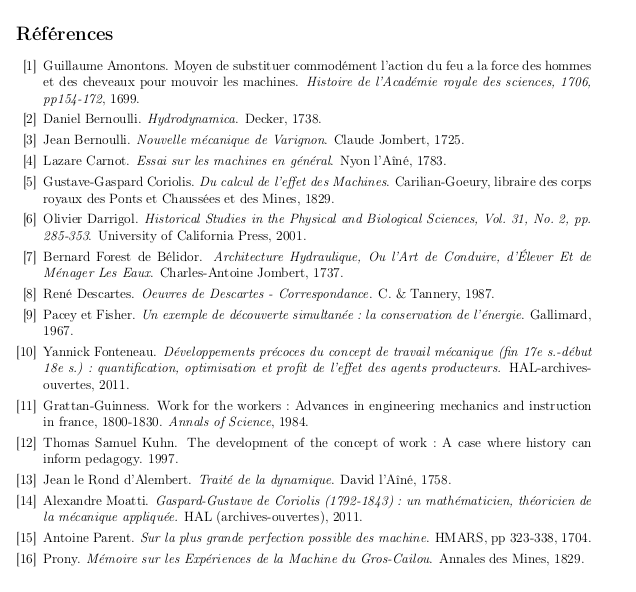 Références
[1] Guillaume Amontons. Moyen de substituer commodément l'action du feu a la force des hommes
et des cheveaux pour mouvoir les machines. Histoire de l'Académie royale des sciences, 1706,
pp154-172, 1699.
[2] Daniel Bernoulli. Hydrodynamica. Decker, 1738.
[3] Jean Bernoulli. Nouvelle mécanique de Varignon. Claude Jombert, 1725.
[4] Lazare Carnot. Essai sur les machines en général. Nyon l'Aîné, 1783.
[5] Gustave-Gaspard Coriolis. Du calcul de l'effet des Machines. Carilian-Goeury, libraire des corps
royaux des Ponts et Chaussées et des Mines, 1829.
[6] Olivier Darrigol. Historical Studies in the Physical and Biological Sciences, Vol. 31, No. 2, pp.
285-353. University of California Press, 2001.
[7] Bernard Forest de Bélidor. Architecture Hydraulique, Ou l'Art de Conduire, d'Élever Et de
Ménager Les Eaux. Charles-Antoine Jombert, 1737.
[8] René Descartes. Oeuvres de Descartes - Correspondance. C. & Tannery, 1987.
[9] Pacey et Fisher. Un exemple de découverte simultanée : la conservation de l'énergie. Gallimard,
1967.
[10] Yannick Fonteneau. Développements précoces du concept de travail mécanique (fin 17e s.-début
18e s.) : quantification, optimisation et profit de l'effet des agents producteurs. HAL-archives-
ouvertes, 2011.
[11] Grattan-Guinness. Work for the workers : Advances in engineering mechanics and instruction
in france, 1800-1830. Annals of Science, 1984.
[12] Thomas Samuel Kuhn. The development of the concept of work : A case where history can
inform pedagogy. 1997.
[13] Jean le Rond d'Alembert. Traité de la dynamique. David l'Aîné, 1758.
[14] Alexandre Moatti. Gaspard-Gustave de Coriolis (1792-1843) : un mathématicien, théoricien de
la mécanique appliquée. HAL (archives-ouvertes), 2011.
[15] Antoine Parent. Sur la plus grande perfection possible des machine. HMARS, pp 323-338, 1704.
[16] Prony. Mémoire sur les Expériences de la Machine du Gros-Cailou. Annales des Mines, 1829.